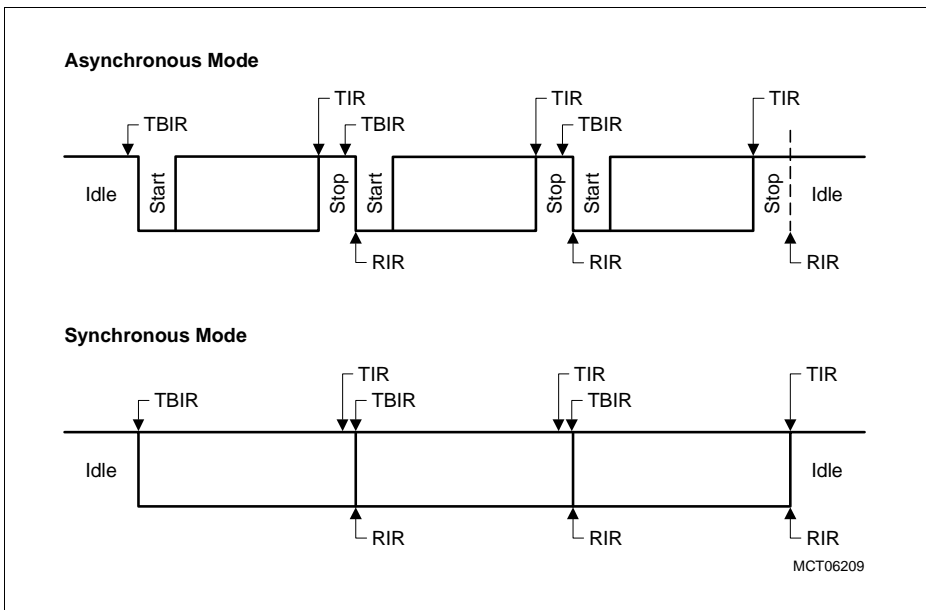 Asynchronous Mode
TIR TIR TIR
TBIR TBIR TBIR
Idle Start Stop Start Stop Start Stop Idle
RIR RIR RIR
Synchronous Mode
TIR TIR TIR
TBIR TBIR TBIR
Idle Idle
RIR RIR RIR
MCT06209